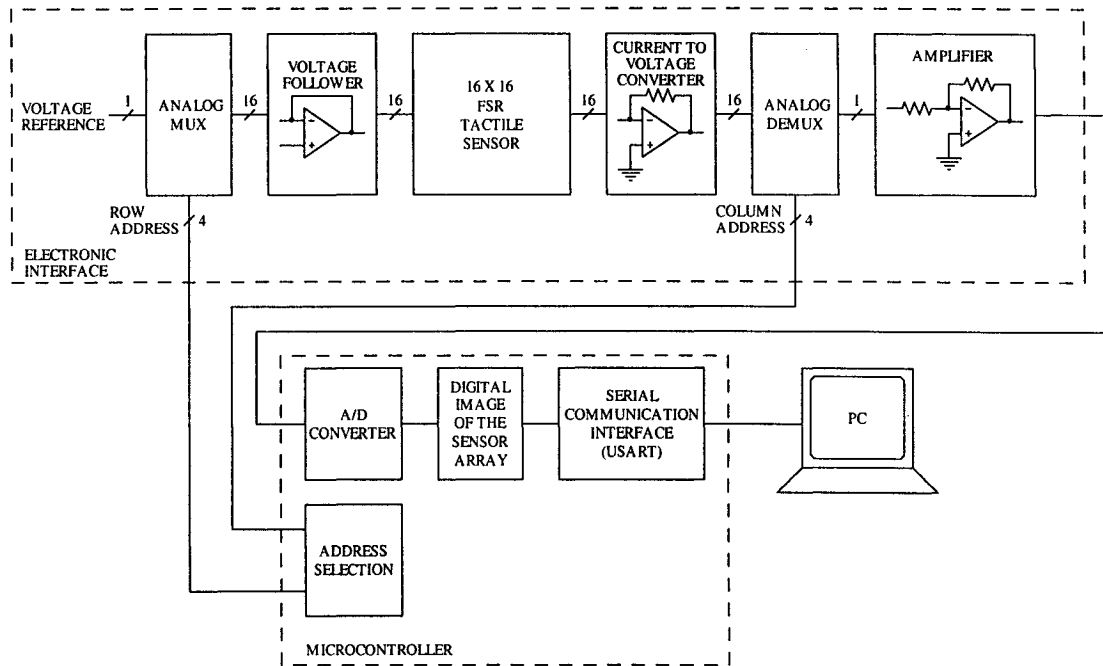 VOLTAGE
REFERENCE
1
ANALOG
MUX
16
VOLTAGE
FOLLOWER
-
+
16
16 X 16
FSR
TACTILE
SENSOR
16
CURRENT TO
VOLTAGE
CONVERTER
-
+
16
ANALOG
DEMUX
1
AMPLIFIER
-
+
ROW
ADDRESS
4
COLUMN
ADDRESS
4
ELECTRONIC
INTERFACE
A/D
CONVERTER
DIGITAL
IMAGE
OF THE
SENSOR
ARRAY
SERIAL
COMMUNICATION
INTERFACE
(USART)
PC
ADDRESS
SELECTION
MICROCONTROLLER